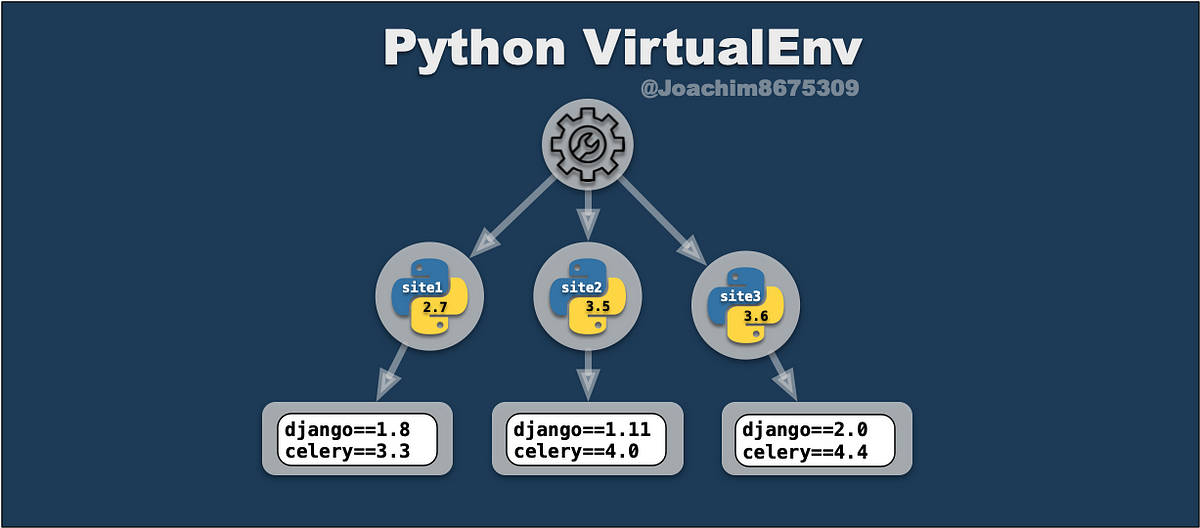 Python VirtualEnv
@Joachim8675309
site1
2.7
site2
3.5
site3
3.6
django==1.8
celery==3.3
django==1.11
celery==4.0
django==2.0
celery==4.4